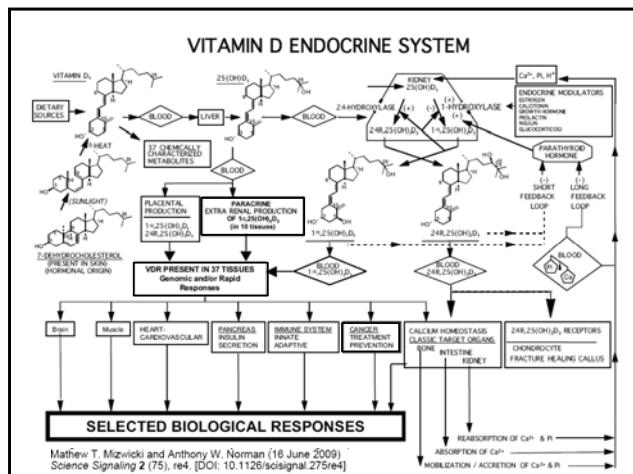 VITAMIN D ENDOCRINE SYSTEM
VITAMIN D₃
25(OH)D₃
OH
HO
DIETARY
SOURCES
BLOOD
LIVER
BLOOD
KIDNEY
25(OH)D₃
24-HYDROXYLASE
1-HYDROXYLASE
(+)
(-)
(+)
(+)
24R,25(OH)₂D₃
1α,25(OH)₂D₃
Ca²⁺, Pi, H⁺
ENDOCRINE MODULATORS
ESTROGEN
CALCITONIN
GROWTH HORMONE
PROLACTIN
INSULIN
GLUCOCORTICOID
PARATHYROID
HORMONE
HEAT
37 CHEMICALLY
CHARACTERIZED
METABOLITES
BLOOD
(SUNLIGHT)
7-DEHYDROCHOLESTEROL
(PRESENT IN SKIN)
(HORMONAL ORIGIN)
PLACENTAL
PRODUCTION
1α,25(OH)₂D₃
24R,25(OH)₂D₃
PARACRINE
EXTRA RENAL PRODUCTION
OF 1α,25(OH)₂D₃
(in 10 tissues)
1α,25(OH)₂D₃
24R,25(OH)₂D₃
(-)
SHORT
FEEDBACK
LOOP
(-)
LONG
FEEDBACK
LOOP
BLOOD
Pi
Ca
VDR PRESENT IN 37 TISSUES
Genomic and/or Rapid
Responses
BLOOD
1α,25(OH)₂D₃
BLOOD
24R,25(OH)₂D₃
Brain
Muscle
HEART-
CARDIOVASCULAR
PANCREAS
INSULIN
SECRETION
IMMUNE SYSTEM
INNATE
ADAPTIVE
CANCER
TREATMENT
PREVENTION
CALCIUM HOMEOSTASIS
CLASSIC TARGET ORGANS
BONE
INTESTINE
KIDNEY
24R,25(OH)₂D₃ RECEPTORS
CHONDROCYTE
FRACTURE HEALING CALLUS
SELECTED BIOLOGICAL RESPONSES
REABSORPTION OF Ca²⁺ & Pi
ABSORPTION OF Ca²⁺
MOBILIZATION / ACCRETION OF Ca²⁺ & Pi
Mathew T. Mizwicki and Anthony W. Norman (16 June 2009)
Science Signaling 2 (75), re4. [DOI: 10.1126/scisignal.275re4]